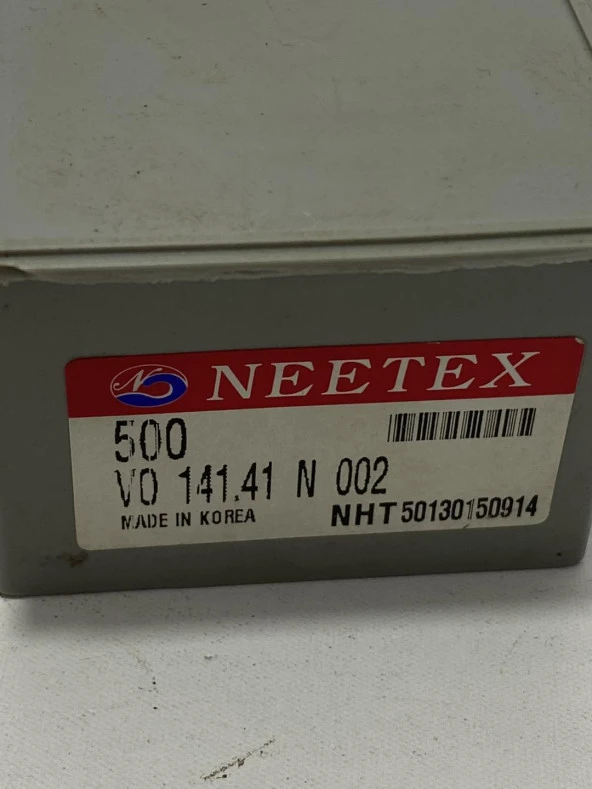 N NEETEX
500
VO 141.41 N 002
MADE IN KOREA
NHT50130150914